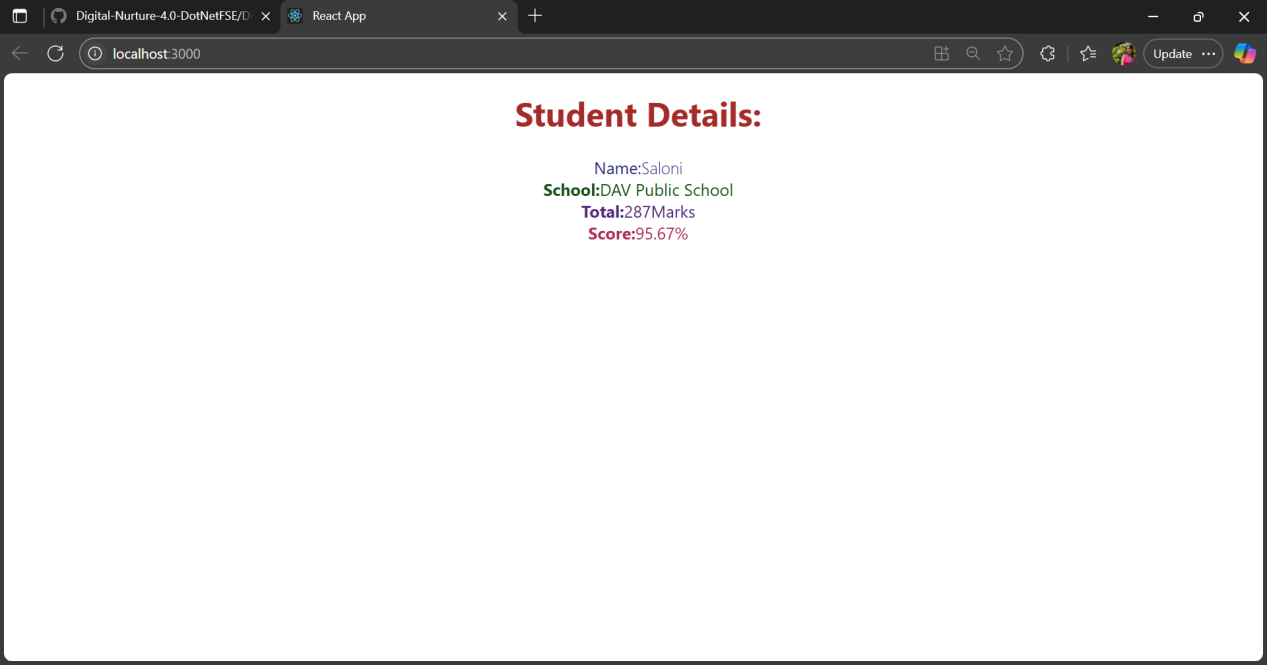 Digital-Nurture-4.0-DotNetFSE/D
React App
localhost:3000
Update
Student Details:
Name:Saloni
School:DAV Public School
Total:287Marks
Score:95.67%